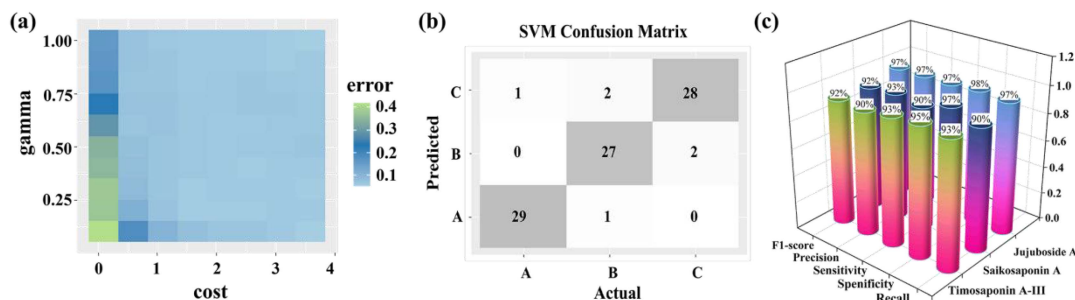 (a)
1.00
0.75
0.50
0.25
gamma
0
1
2
3
4
cost
error
0.4
0.3
0.2
0.1
(b)
SVM Confusion Matrix
Predicted
C
1
2
28
B
0
27
2
A
29
1
0
A
B
C
Actual
(c)
97%
97%
97%
98%
97%
92%
93%
90%
97%
90%
92%
90%
93%
95%
93%
1.2
1.0
0.8
0.6
0.4
0.2
0.0
F1-score
Precision
Sensitivity
Spenificity
Recall
Jujuboside A
Saikosaponin A
Timosaponin A-III